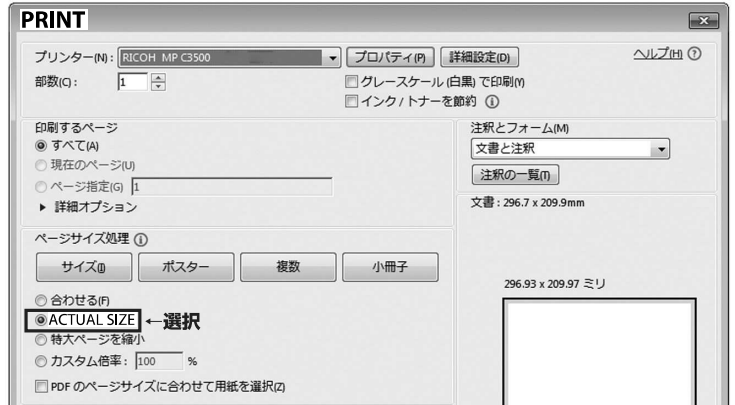 PRINT
プリンター(N): RICOH MP C3500 プロパティ(P) 詳細設定(D) ヘルプ(H)
部数(C): 1 グレースケール (白黒) で印刷(Y)
インク / トナーを節約
印刷するページ
すべて(A)
現在のページ(U)
ページ指定(G) 1
詳細オプション
注釈とフォーム(M)
文書と注釈
注釈の一覧(T)
文書 : 296.7 x 209.9mm
ページサイズ処理
サイズ(I) ポスター 複数 小冊子
合わせる(F)
ACTUAL SIZE ←選択
特大ページを縮小
カスタム倍率 : 100 %
PDF のページサイズに合わせて用紙を選択(Z)
296.93 x 209.97 ミリ